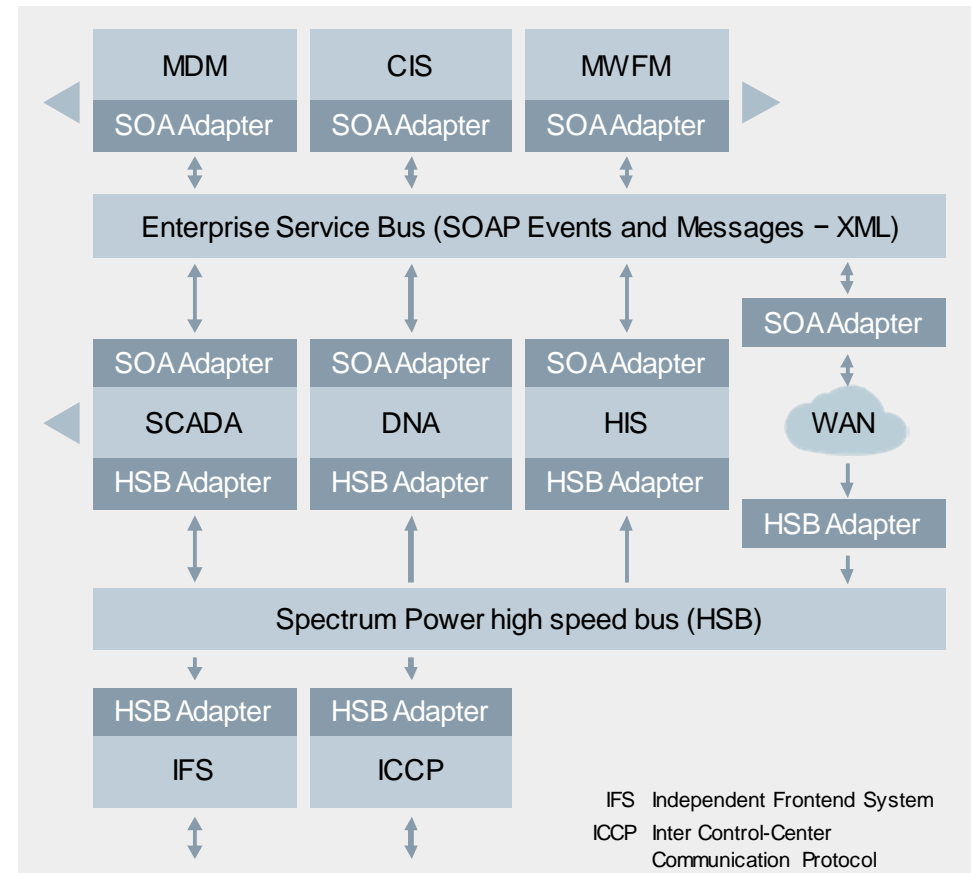 MDM
CIS
MWFM
SOA Adapter
SOA Adapter
SOA Adapter
Enterprise Service Bus (SOAP Events and Messages – XML)
SOA Adapter
SOA Adapter
SOA Adapter
SOA Adapter
SCADA
DNA
HIS
WAN
HSB Adapter
HSB Adapter
HSB Adapter
HSB Adapter
Spectrum Power high speed bus (HSB)
HSB Adapter
HSB Adapter
IFS
ICCP
IFS Independent Frontend System
ICCP Inter Control-Center
Communication Protocol